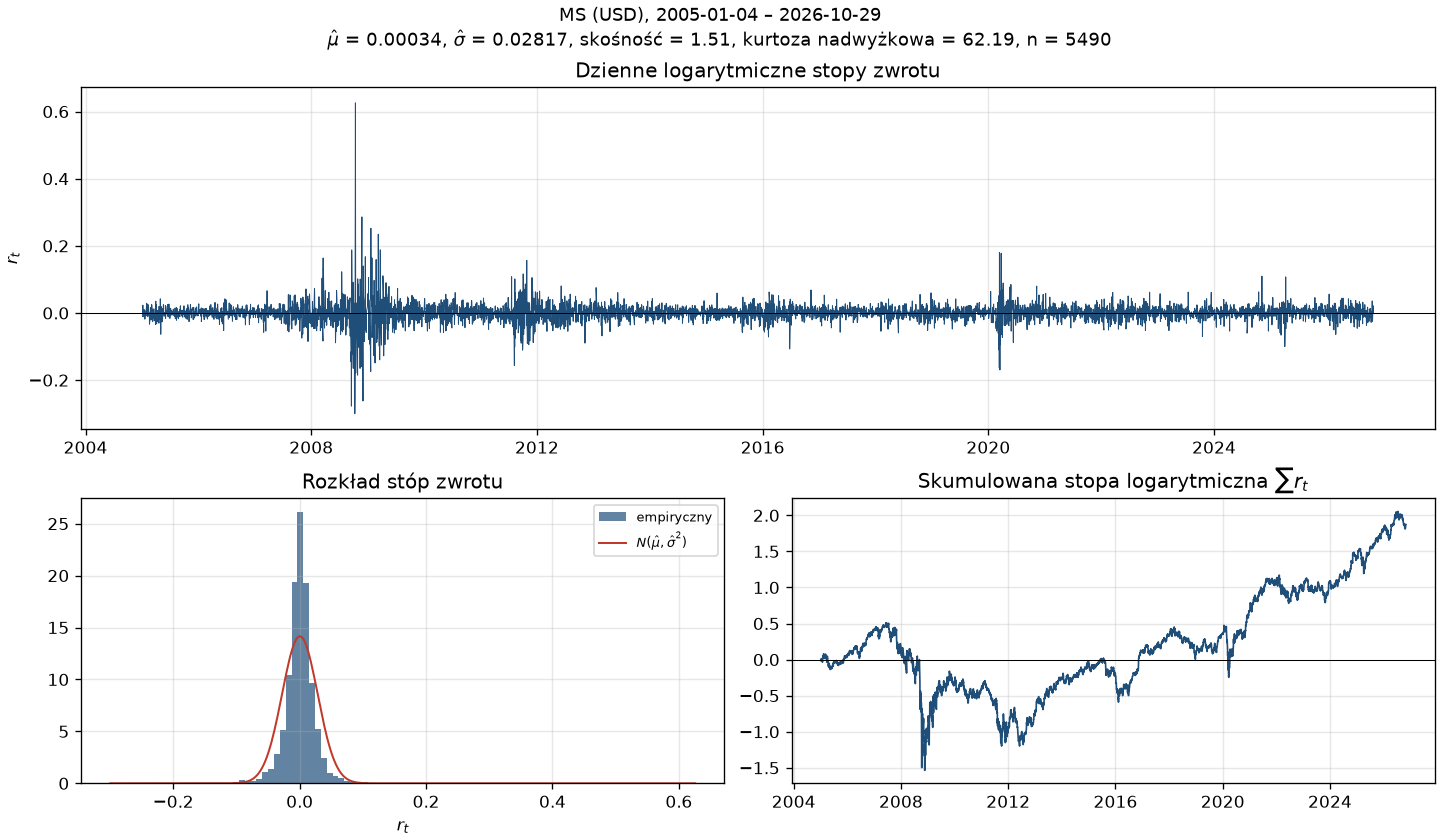 MS (USD), 2005-01-04 – 2026-10-29
μ̂ = 0.00034, σ̂ = 0.02817, skośność = 1.51, kurtoza nadwyżkowa = 62.19, n = 5490
Dzienne logarytmiczne stopy zwrotu
r_t
0.6
0.4
0.2
0.0
−0.2
2004 2008 2012 2016 2020 2024
Rozkład stóp zwrotu
empiryczny
N(μ̂, σ̂²)
25
20
15
10
5
0
−0.2 0.0 0.2 0.4 0.6
r_t
Skumulowana stopa logarytmiczna ∑r_t
2.0
1.5
1.0
0.5
0.0
−0.5
−1.0
−1.5
2004 2008 2012 2016 2020 2024